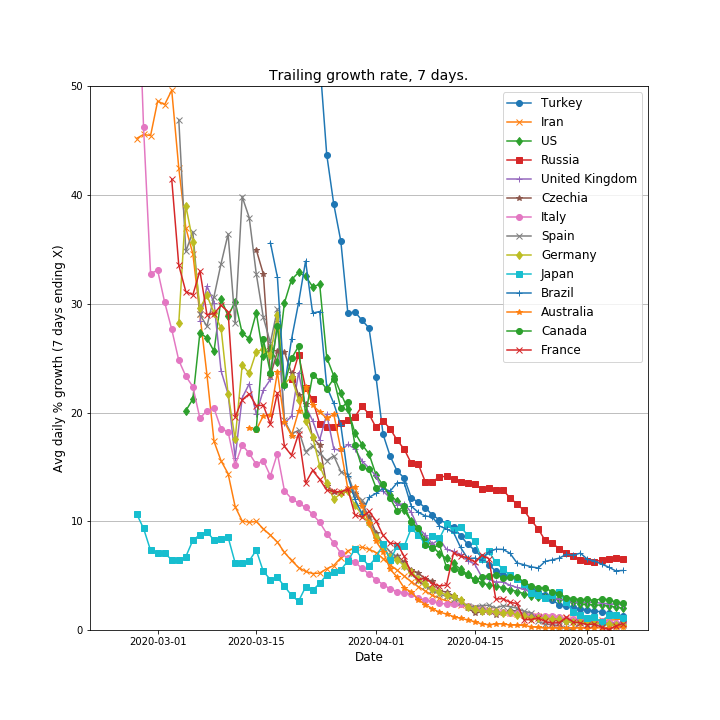 Trailing growth rate, 7 days.
Avg daily % growth (7 days ending X)
50
40
30
20
10
0
2020-03-01
2020-03-15
2020-04-01
2020-04-15
2020-05-01
Date
Turkey
Iran
US
Russia
United Kingdom
Czechia
Italy
Spain
Germany
Japan
Brazil
Australia
Canada
France